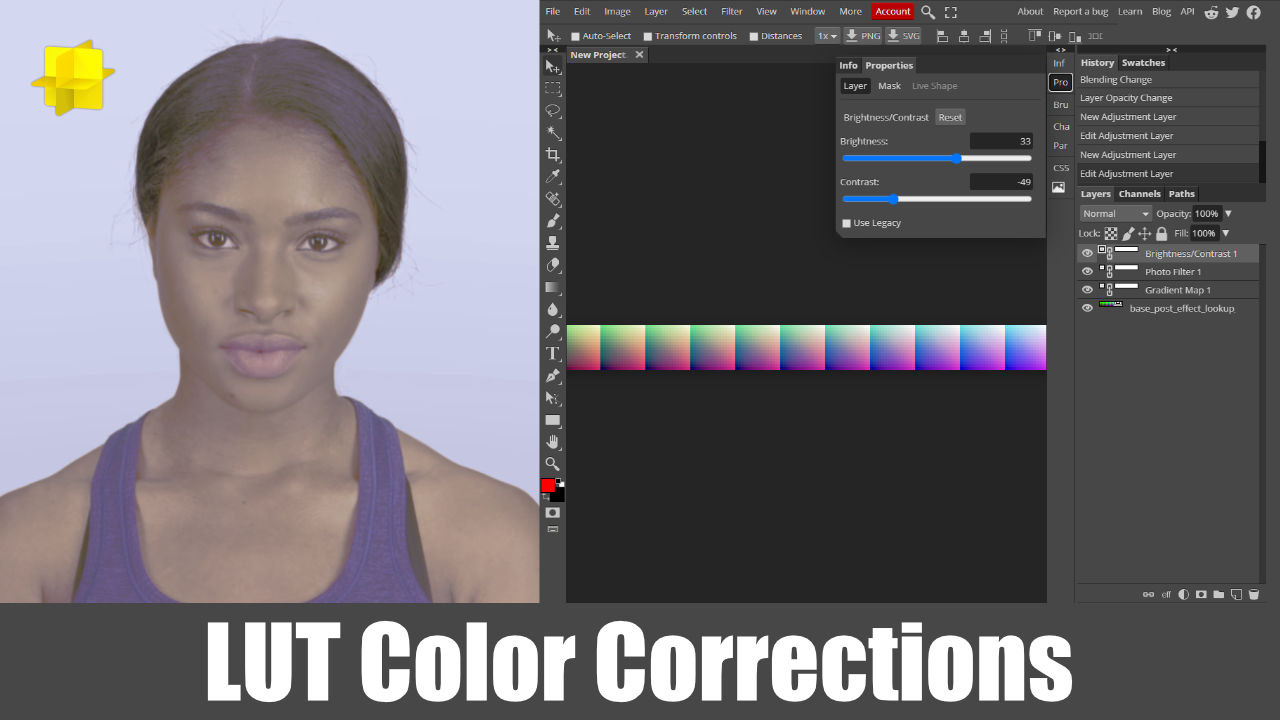 File Edit Image Layer Select Filter View Window More Account About Report a bug Learn Blog API
Auto-Select Transform controls Distances 1x PNG SVG
New Project
Info Properties
Layer Mask Live Shape
Brightness/Contrast Reset
Brightness: 33
Contrast: -49
Use Legacy
Inf
Pro
Bru
Cha
Par
CSS
History Swatches
Blending Change
Layer Opacity Change
New Adjustment Layer
Edit Adjustment Layer
New Adjustment Layer
Edit Adjustment Layer
Layers Channels Paths
Normal Opacity: 100%
Lock: Fill: 100%
Brightness/Contrast 1
Photo Filter 1
Gradient Map 1
base_post_effect_lookup
eff
LUT Color Corrections